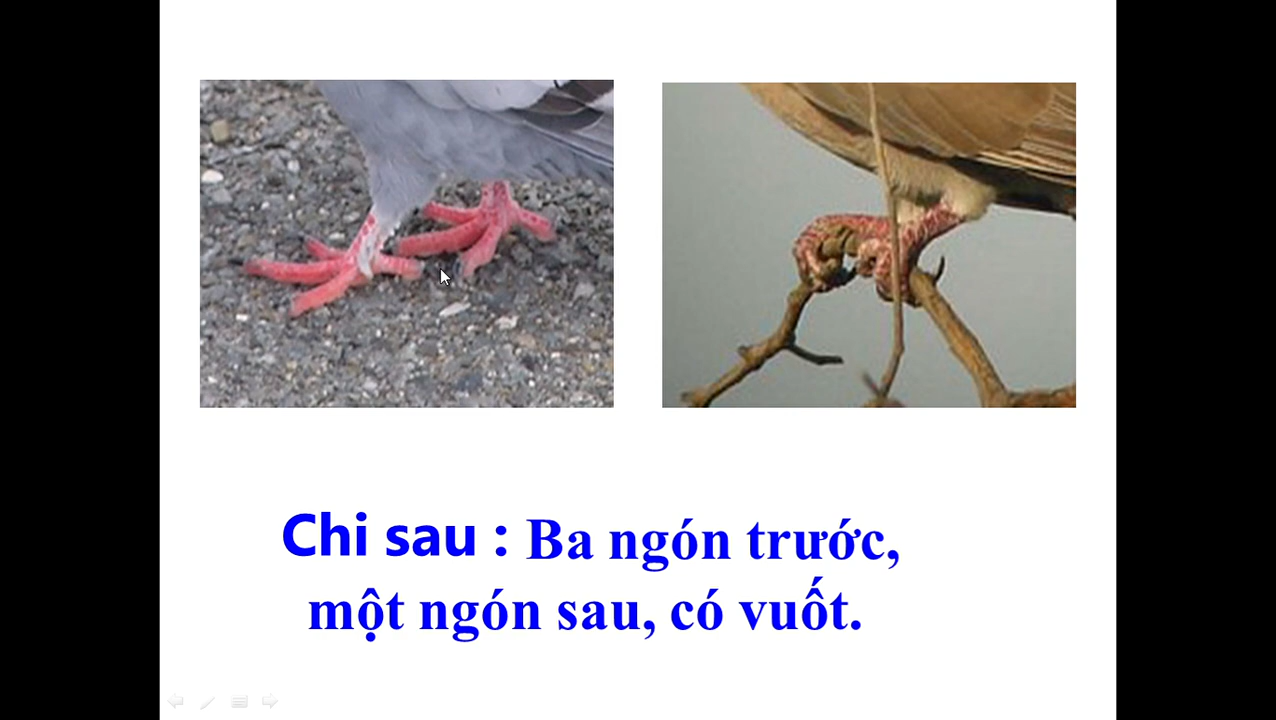 Chi sau : Ba ngón trước,
một ngón sau, có vuốt.